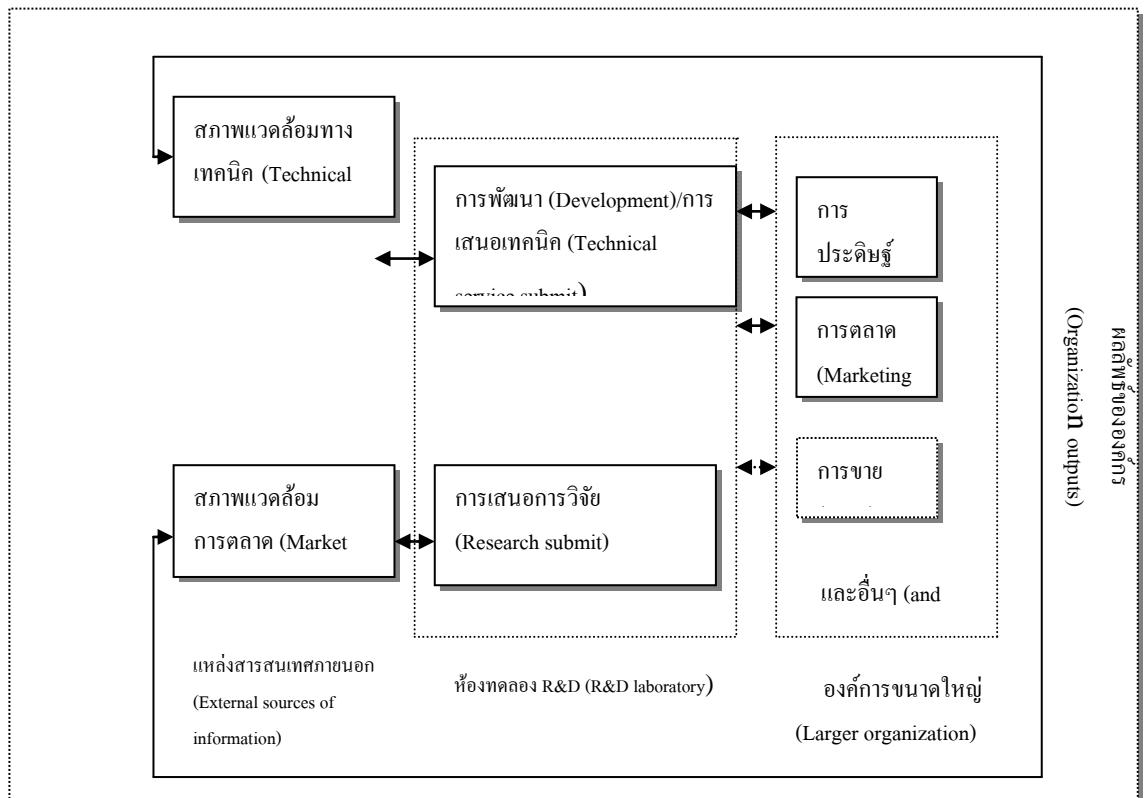 สภาพแวดล้อมทาง
เทคนิค (Technical
การพัฒนา (Development)/การ
เสนอเทคนิค (Technical
service submit)
การ
ประดิษฐ์
การตลาด
(Marketing
การขาย
และอื่นๆ (and
สภาพแวดล้อม
การตลาด (Market
การเสนอการวิจัย
(Research submit)
แหล่งสารสนเทศภายนอก
(External sources of
information)
ห้องทดลอง R&D (R&D laboratory)
องค์การขนาดใหญ่
(Larger organization)
ผลลัพธ์ขององค์กร
(Organization outputs)